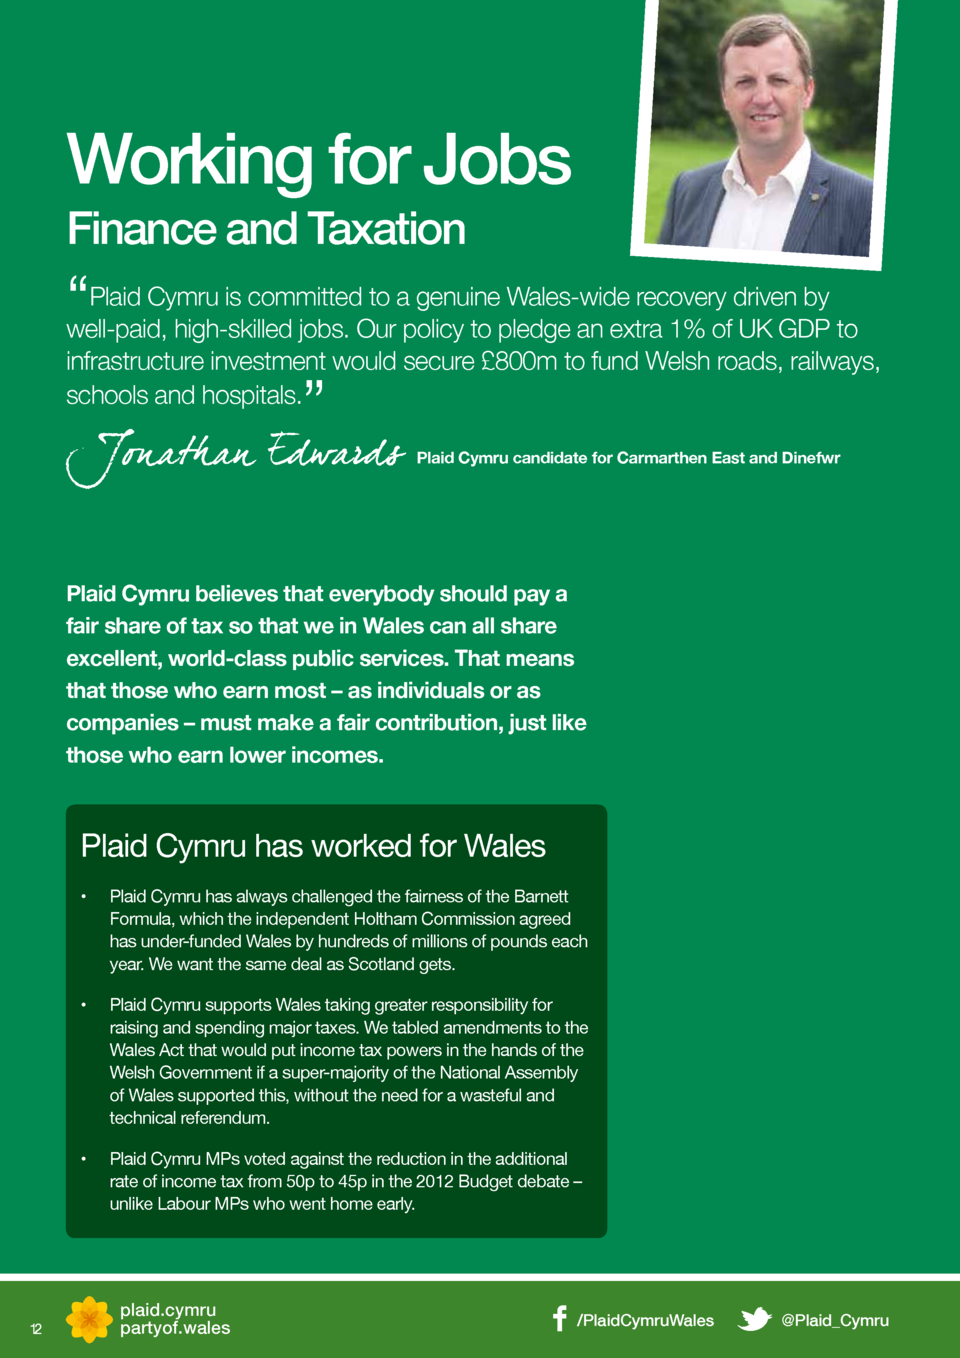 Working for Jobs
Finance and Taxation
“Plaid Cymru is committed to a genuine Wales-wide recovery driven by
well-paid, high-skilled jobs. Our policy to pledge an extra 1% of UK GDP to
infrastructure investment would secure £800m to fund Welsh roads, railways,
schools and hospitals.”
Jonathan Edwards Plaid Cymru candidate for Carmarthen East and Dinefwr
Plaid Cymru believes that everybody should pay a
fair share of tax so that we in Wales can all share
excellent, world-class public services. That means
that those who earn most – as individuals or as
companies – must make a fair contribution, just like
those who earn lower incomes.
Plaid Cymru has worked for Wales
• Plaid Cymru has always challenged the fairness of the Barnett
Formula, which the independent Holtham Commission agreed
has under-funded Wales by hundreds of millions of pounds each
year. We want the same deal as Scotland gets.
• Plaid Cymru supports Wales taking greater responsibility for
raising and spending major taxes. We tabled amendments to the
Wales Act that would put income tax powers in the hands of the
Welsh Government if a super-majority of the National Assembly
of Wales supported this, without the need for a wasteful and
technical referendum.
• Plaid Cymru MPs voted against the reduction in the additional
rate of income tax from 50p to 45p in the 2012 Budget debate –
unlike Labour MPs who went home early.
12
plaid.cymru
partyof.wales
/PlaidCymruWales
@Plaid_Cymru